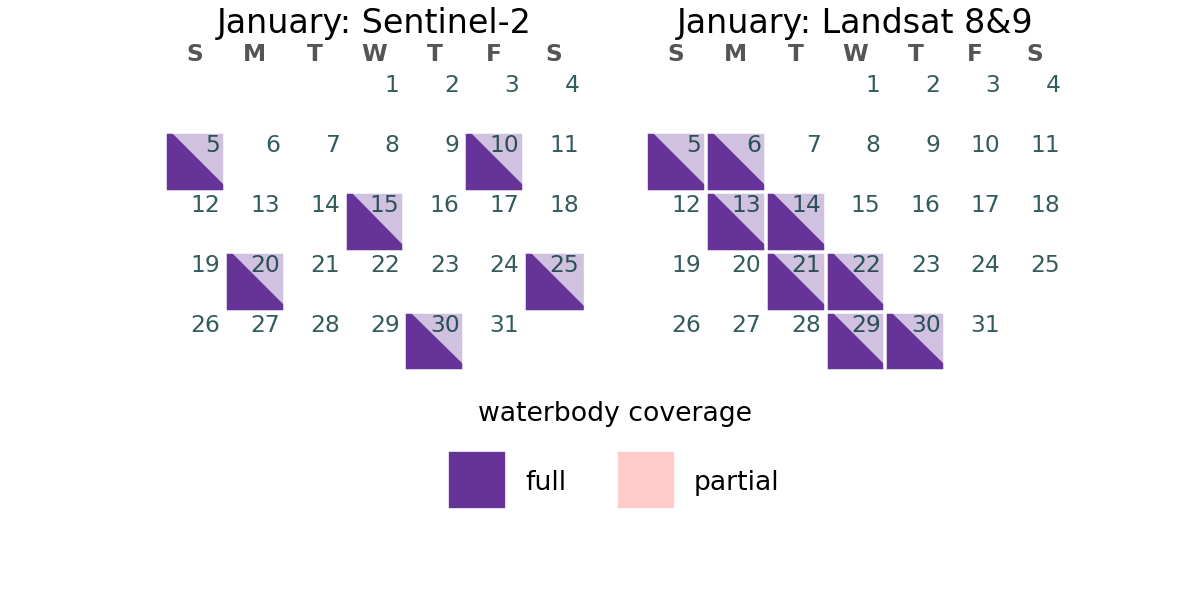 January: Sentinel-2
S M T W T F S
1 2 3 4
5 6 7 8 9 10 11
12 13 14 15 16 17 18
19 20 21 22 23 24 25
26 27 28 29 30 31
January: Landsat 8&9
S M T W T F S
1 2 3 4
5 6 7 8 9 10 11
12 13 14 15 16 17 18
19 20 21 22 23 24 25
26 27 28 29 30 31
waterbody coverage
full partial